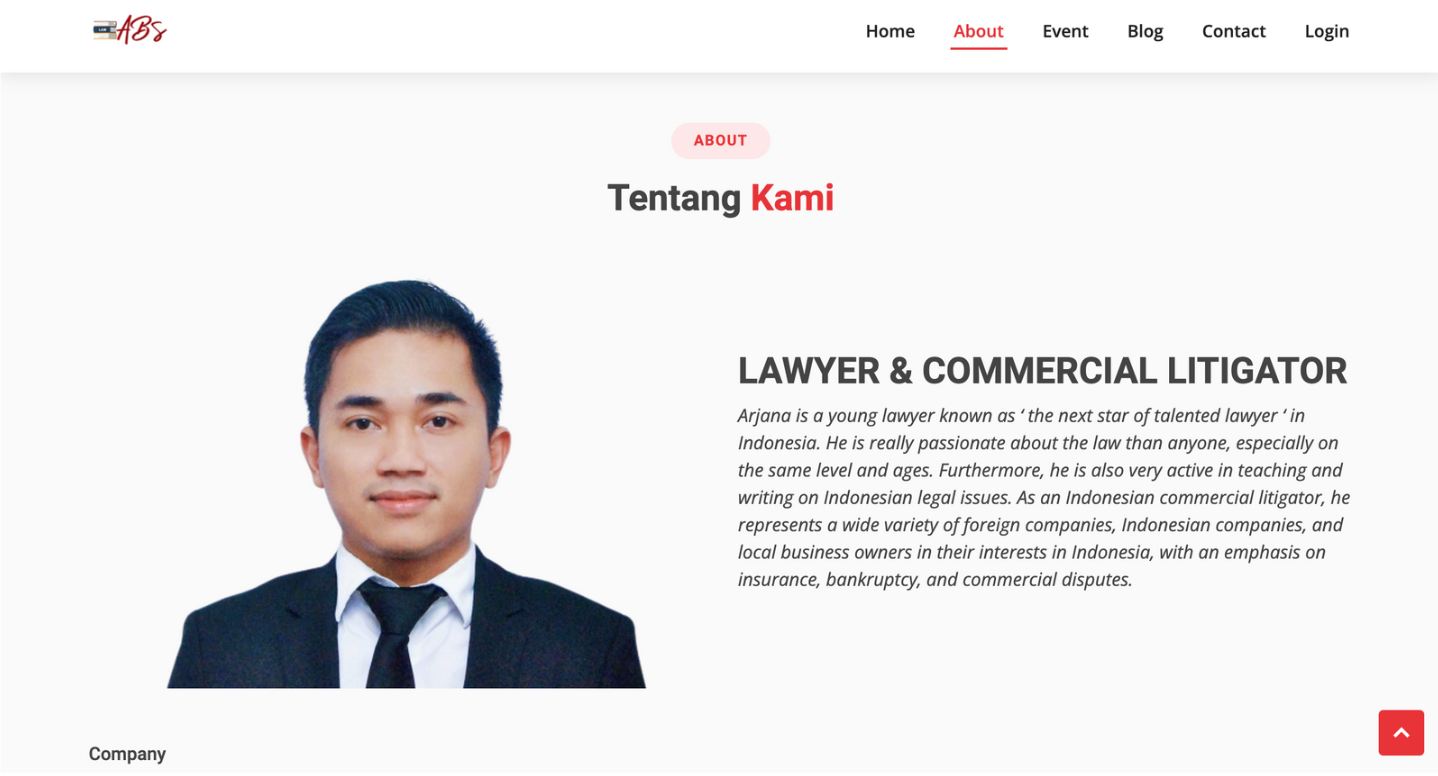 LAW ABS
Home About Event Blog Contact Login
ABOUT
Tentang Kami
LAWYER & COMMERCIAL LITIGATOR
Arjana is a young lawyer known as ‘ the next star of talented lawyer ‘ in
Indonesia. He is really passionate about the law than anyone, especially on
the same level and ages. Furthermore, he is also very active in teaching and
writing on Indonesian legal issues. As an Indonesian commercial litigator, he
represents a wide variety of foreign companies, Indonesian companies, and
local business owners in their interests in Indonesia, with an emphasis on
insurance, bankruptcy, and commercial disputes.
Company